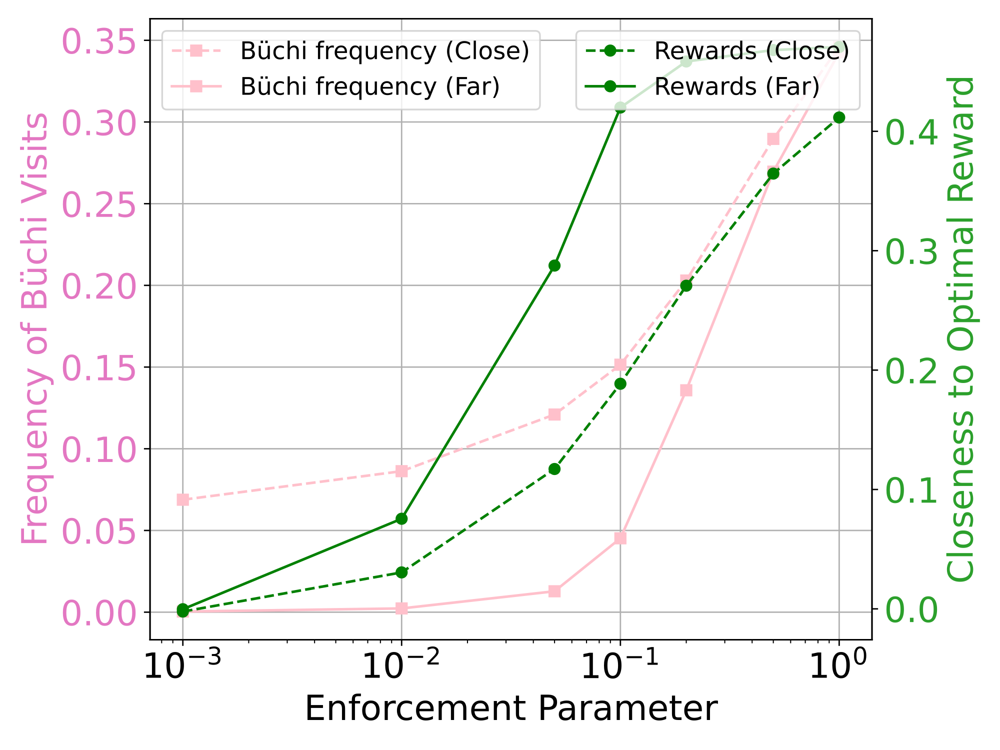 Büchi frequency (Close)
Büchi frequency (Far)
Rewards (Close)
Rewards (Far)
Frequency of Büchi Visits
0.35
0.30
0.25
0.20
0.15
0.10
0.05
0.00
Closeness to Optimal Reward
0.4
0.3
0.2
0.1
0.0
10⁻³
10⁻²
10⁻¹
10⁰
Enforcement Parameter